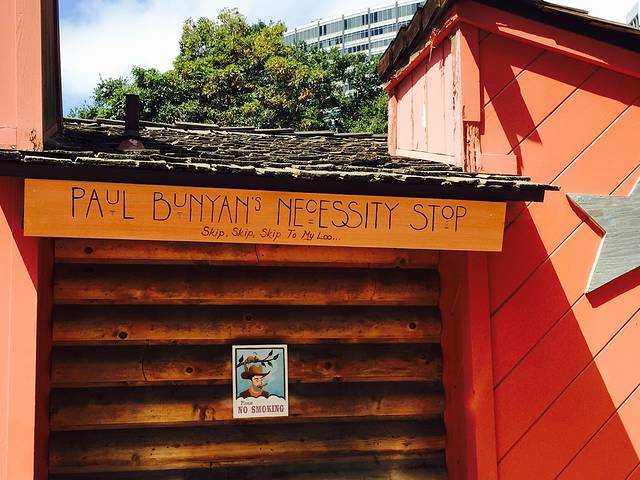 PAUL BUNYAN'S NECESSITY STOP
Skip, Skip, Skip To My Loo...
NO SMOKING